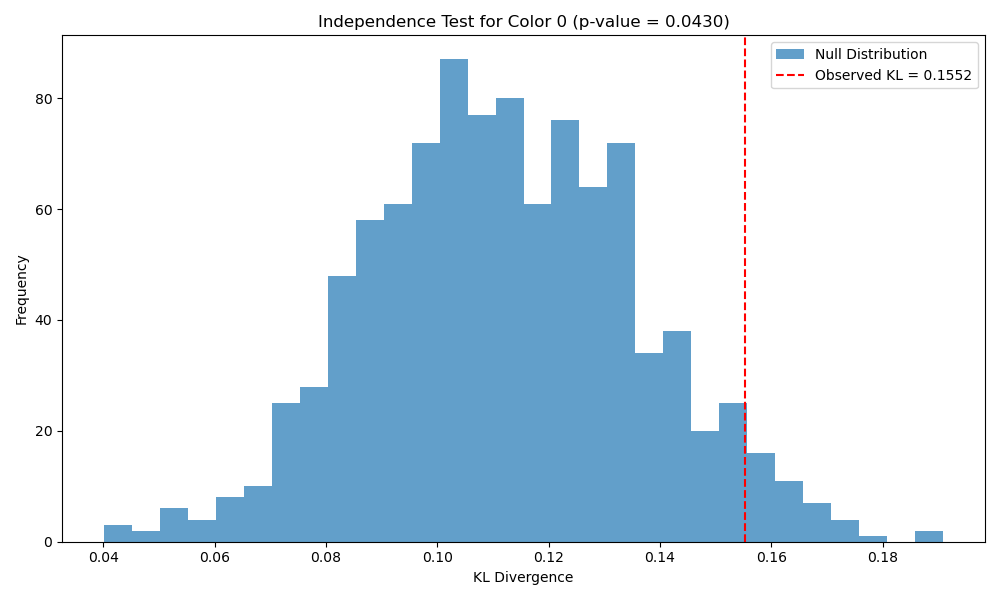 Independence Test for Color 0 (p-value = 0.0430)
Null Distribution
Observed KL = 0.1552
80
60
40
20
0
Frequency
0.04 0.06 0.08 0.10 0.12 0.14 0.16 0.18
KL Divergence